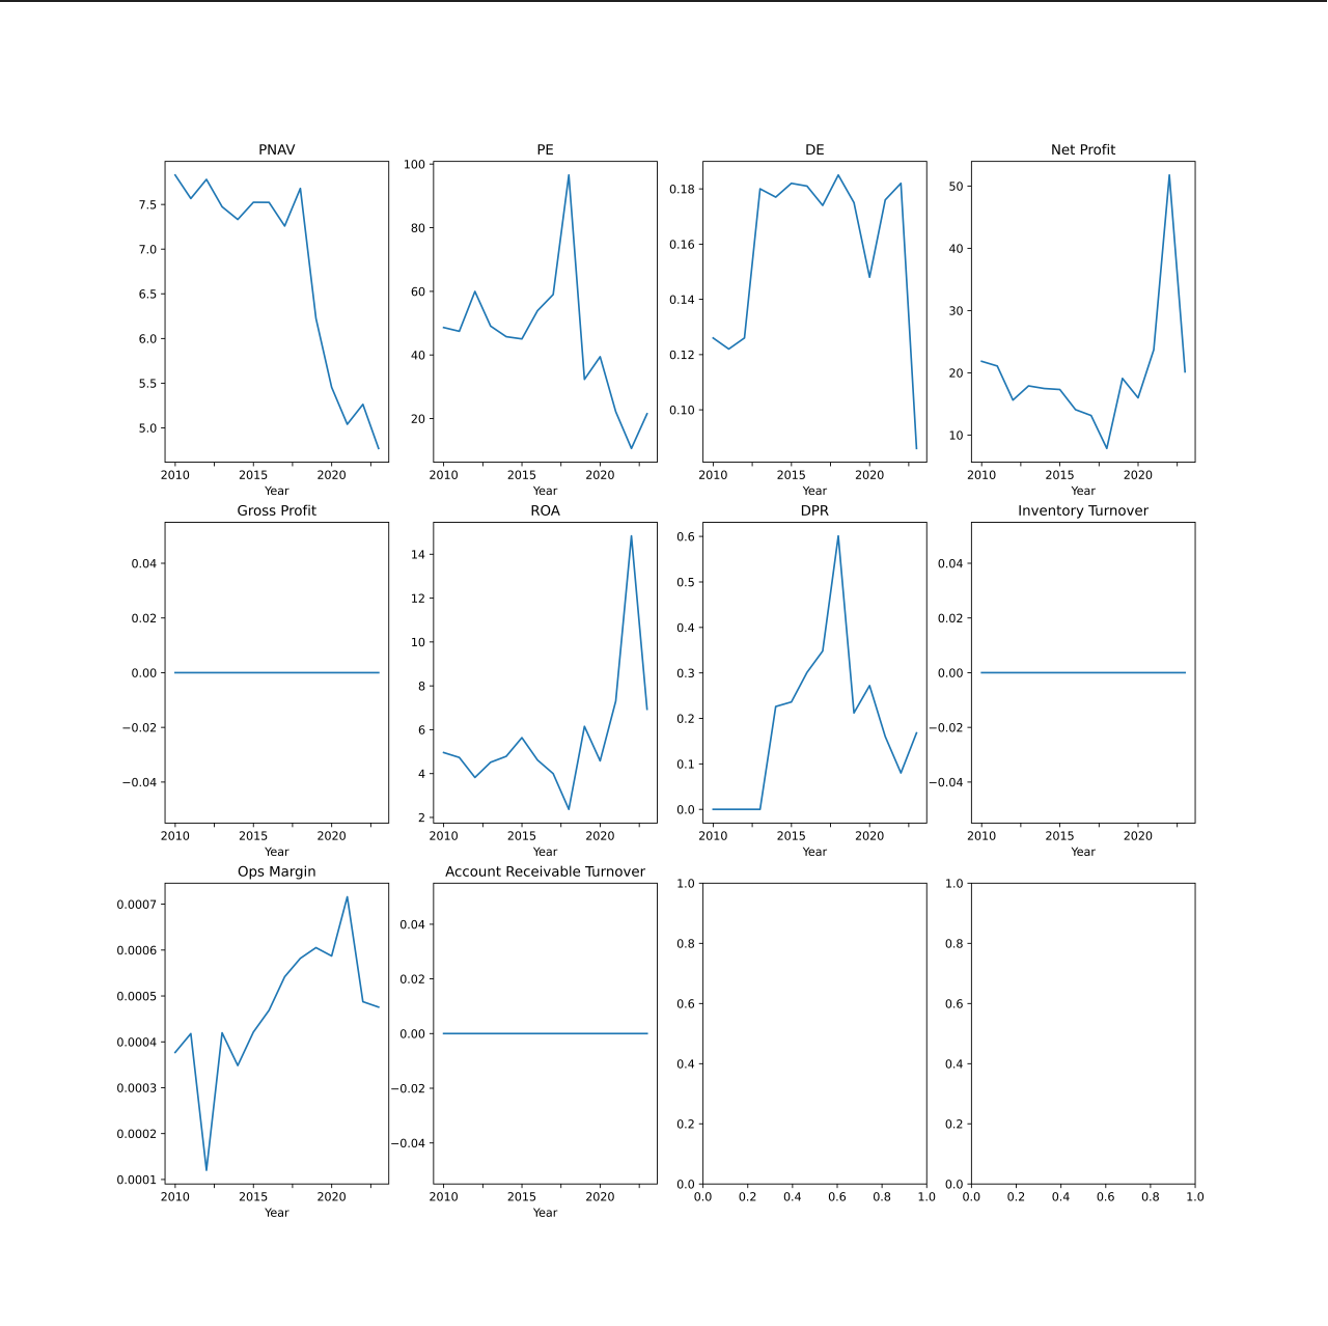 PNAV
7.5
7.0
6.5
6.0
5.5
5.0
2010 2015 2020
Year
PE
100
80
60
40
20
2010 2015 2020
Year
DE
0.18
0.16
0.14
0.12
0.10
2010 2015 2020
Year
Net Profit
50
40
30
20
10
2010 2015 2020
Year
Gross Profit
0.04
0.02
0.00
−0.02
−0.04
2010 2015 2020
Year
ROA
14
12
10
8
6
4
2
2010 2015 2020
Year
DPR
0.6
0.5
0.4
0.3
0.2
0.1
0.0
2010 2015 2020
Year
Inventory Turnover
0.04
0.02
0.00
−0.02
−0.04
2010 2015 2020
Year
Ops Margin
0.0007
0.0006
0.0005
0.0004
0.0003
0.0002
0.0001
2010 2015 2020
Year
Account Receivable Turnover
0.04
0.02
0.00
−0.02
−0.04
2010 2015 2020
Year
1.0
0.8
0.6
0.4
0.2
0.0
0.0 0.2 0.4 0.6 0.8 1.0
1.0
0.8
0.6
0.4
0.2
0.0
0.0 0.2 0.4 0.6 0.8 1.0